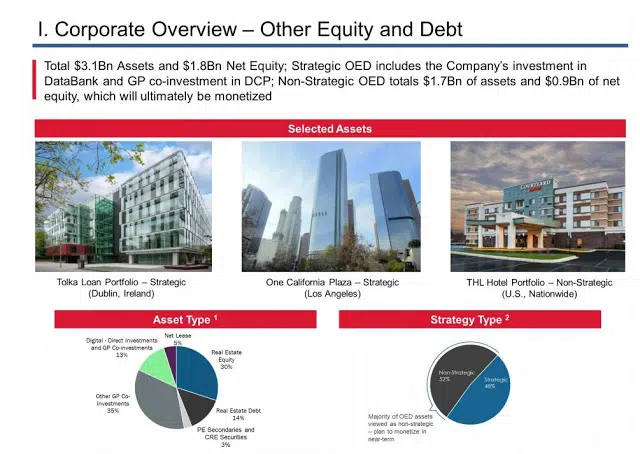 I. Corporate Overview – Other Equity and Debt
Total $3.1Bn Assets and $1.8Bn Net Equity; Strategic OED includes the Company's investment in
DataBank and GP co-investment in DCP; Non-Strategic OED totals $1.7Bn of assets and $0.9Bn of net
equity, which will ultimately be monetized
Selected Assets
COURTYARD
Tolka Loan Portfolio – Strategic
(Dublin, Ireland)
One California Plaza – Strategic
(Los Angeles)
THL Hotel Portfolio – Non-Strategic
(U.S., Nationwide)
Asset Type 1
Strategy Type 2
Net Lease
5%
Digital - Direct Investments
and GP Co-investments
13%
Real Estate
Equity
30%
Other GP Co-
Investments
35%
Real Estate Debt
14%
PE Secondaries and
CRE Securities
3%
Non-Strategic
52%
Strategic
48%
Majority of OED assets
viewed as non-strategic
– plan to monetize in
near-term